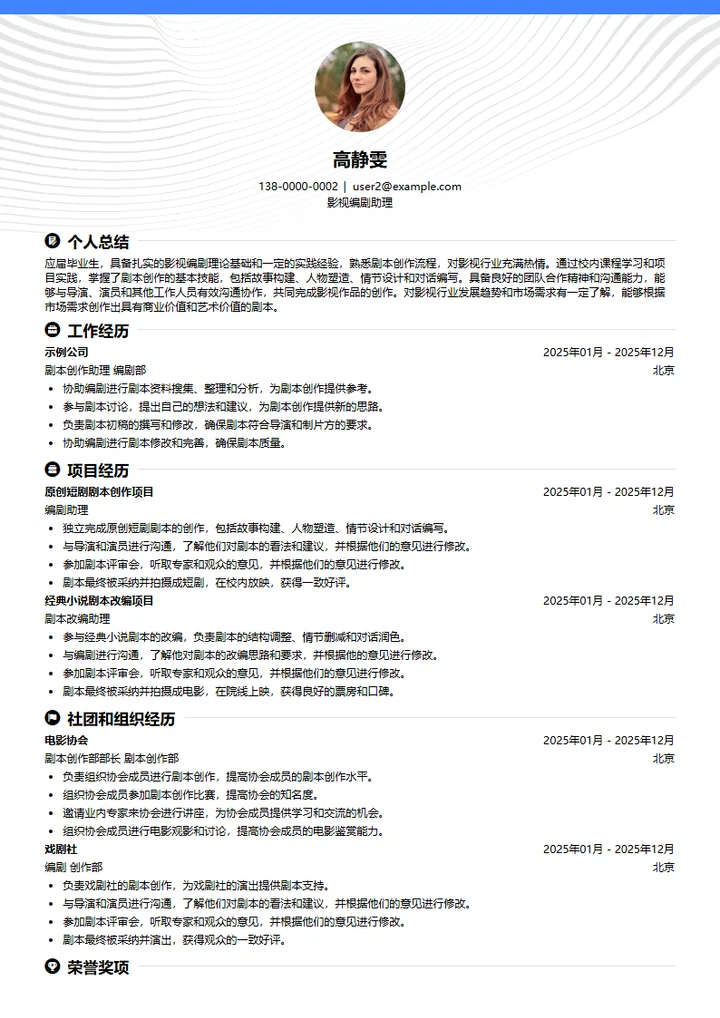 高静雯
138-0000-0002 | user2@example.com
影视编剧助理
个人总结
应届毕业生，具备扎实的影视编剧理论基础和一定的实践经验，熟悉剧本创作流程，对影视行业充满热情。通过校内课程学习和项
目实践，掌握了剧本创作的基本技能，包括故事构建、人物塑造、情节设计和对话编写。具备良好的团队合作精神和沟通能力，能
够与导演、演员和其他工作人员有效沟通协作，共同完成影视作品的创作。对影视行业发展趋势和市场需求有一定了解，能够根据
市场需求创作出具有商业价值和艺术价值的剧本。
工作经历
示例公司 2025年01月 - 2025年12月
剧本创作助理 编剧部 北京
• 协助编剧进行剧本资料搜集、整理和分析，为剧本创作提供参考。
• 参与剧本讨论，提出自己的想法和建议，为剧本创作提供新的思路。
• 负责剧本初稿的撰写和修改，确保剧本符合导演和制片方的要求。
• 协助编剧进行剧本修改和完善，确保剧本质量。
项目经历
原创短剧剧本创作项目 2025年01月 - 2025年12月
编剧助理 北京
• 独立完成原创短剧剧本的创作，包括故事构建、人物塑造、情节设计和对话编写。
• 与导演和演员进行沟通，了解他们对剧本的看法和建议，并根据他们的意见进行修改。
• 参加剧本评审会，听取专家和观众的意见，并根据他们的意见进行修改。
• 剧本最终被采纳并拍摄成短剧，在校内放映，获得一致好评。
经典小说剧本改编项目 2025年01月 - 2025年12月
剧本改编助理 北京
• 参与经典小说剧本的改编，负责剧本的结构调整、情节删减和对话润色。
• 与编剧进行沟通，了解他对剧本的改编思路和要求，并根据他的意见进行修改。
• 参加剧本评审会，听取专家和观众的意见，并根据他们的意见进行修改。
• 剧本最终被采纳并拍摄成电影，在院线上映，获得良好的票房和口碑。
社团和组织经历
电影协会 2025年01月 - 2025年12月
剧本创作部部长 剧本创作部 北京
• 负责组织协会成员进行剧本创作，提高协会成员的剧本创作水平。
• 组织协会成员参加剧本创作比赛，提高协会的知名度。
• 邀请业内专家来协会进行讲座，为协会成员提供学习和交流的机会。
• 组织协会成员进行电影观影和讨论，提高协会成员的电影鉴赏能力。
戏剧社 2025年01月 - 2025年12月
编剧 创作部 北京
• 负责戏剧社的剧本创作，为戏剧社的演出提供剧本支持。
• 与导演和演员进行沟通，了解他们对剧本的看法和建议，并根据他们的意见进行修改。
• 参加剧本评审会，听取专家和观众的意见，并根据他们的意见进行修改。
• 剧本最终被采纳并演出，获得观众的一致好评。
荣誉奖项